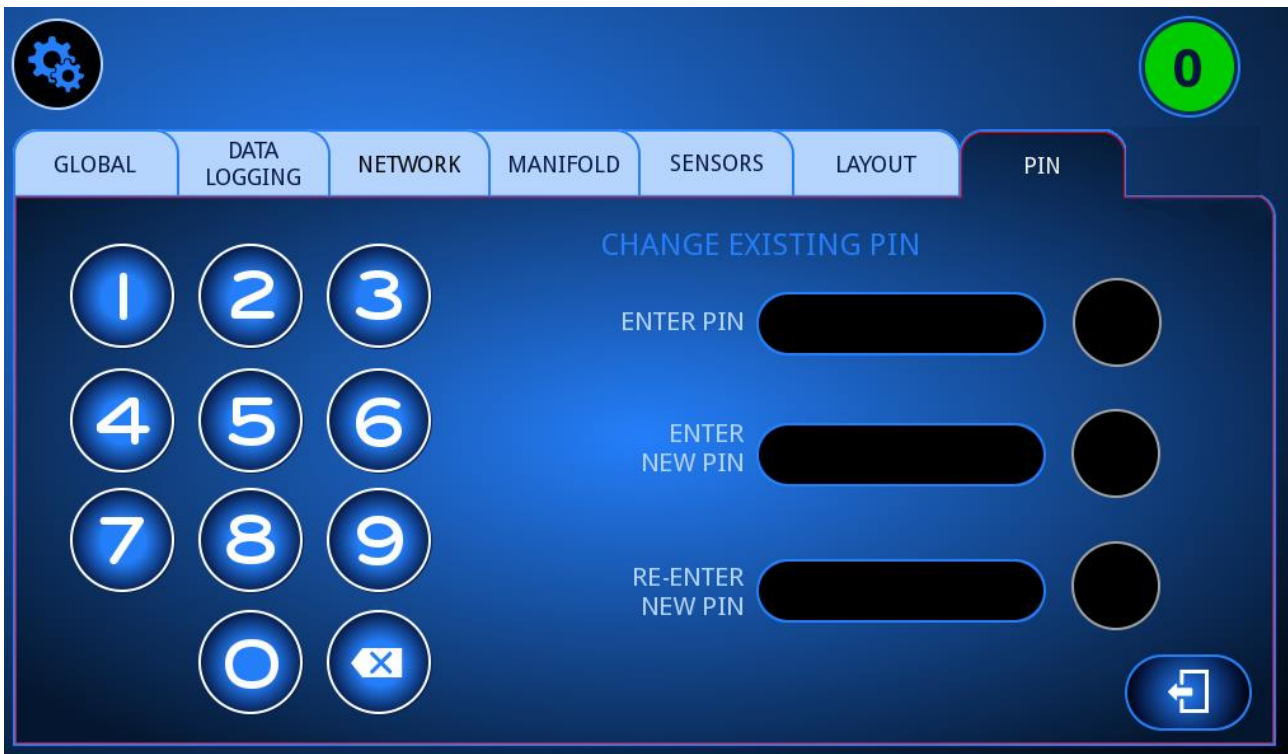 0
GLOBAL
DATA
LOGGING
NETWORK
MANIFOLD
SENSORS
LAYOUT
PIN
1 2 3
4 5 6
7 8 9
0
CHANGE EXISTING PIN
ENTER PIN
ENTER
NEW PIN
RE-ENTER
NEW PIN